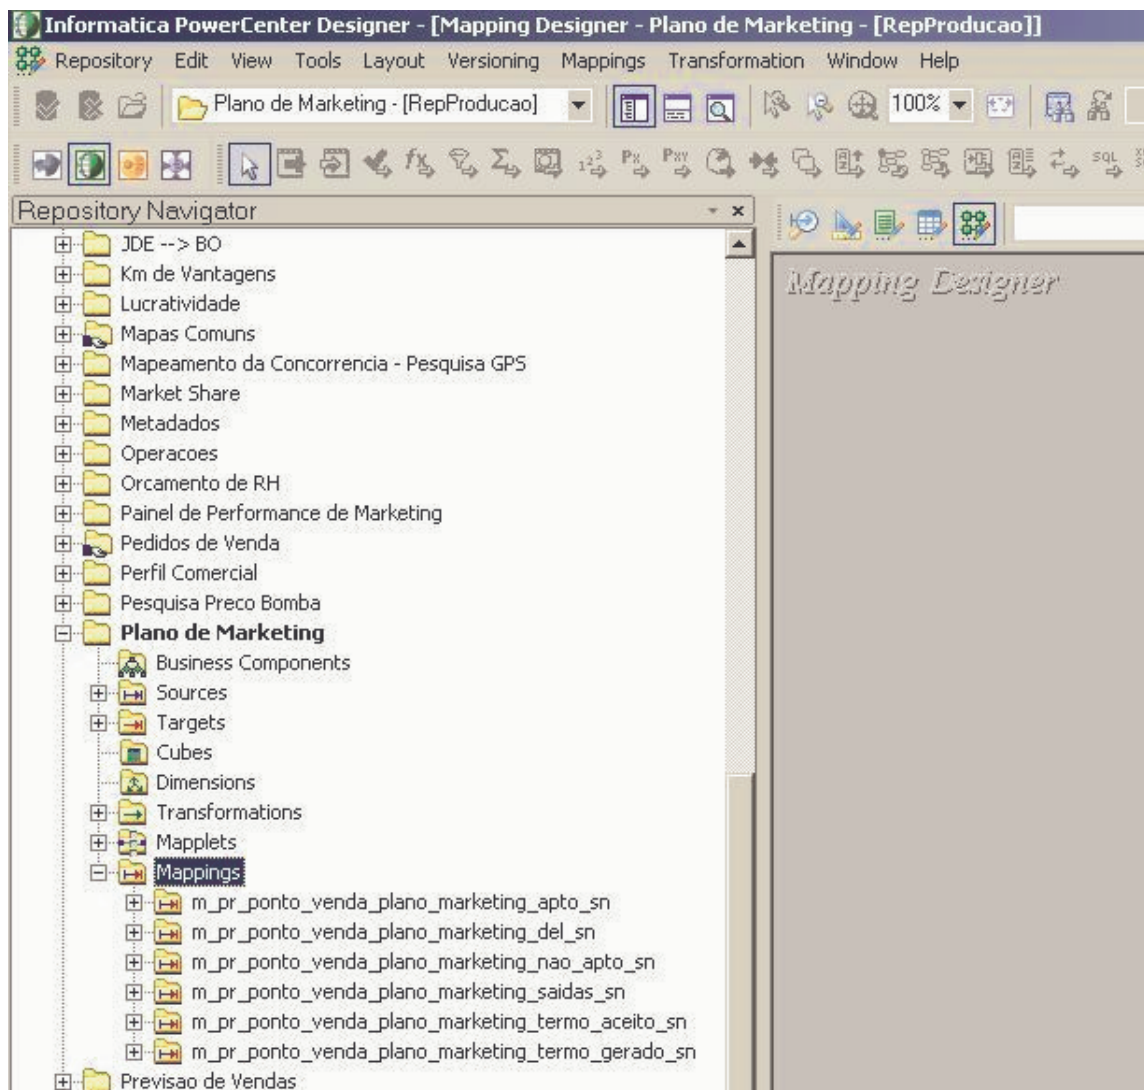 Informatica PowerCenter Designer - [Mapping Designer - Plano de Marketing - [RepProducao]]
Repository Edit View Tools Layout Versioning Mappings Transformation Window Help
Plano de Marketing - [RepProducao] 100%
Repository Navigator
JDE --> BO
Km de Vantagens
Lucratividade
Mapas Comuns
Mapeamento da Concorrencia - Pesquisa GPS
Market Share
Metadados
Operacoes
Orcamento de RH
Painel de Performance de Marketing
Pedidos de Venda
Perfil Comercial
Pesquisa Preco Bomba
Plano de Marketing
Business Components
Sources
Targets
Cubes
Dimensions
Transformations
Mapplets
Mappings
m_pr_ponto_venda_plano_marketing_apto_sn
m_pr_ponto_venda_plano_marketing_del_sn
m_pr_ponto_venda_plano_marketing_nao_apto_sn
m_pr_ponto_venda_plano_marketing_saidas_sn
m_pr_ponto_venda_plano_marketing_termo_aceito_sn
m_pr_ponto_venda_plano_marketing_termo_gerado_sn
Previsao de Vendas
Mapping Designer